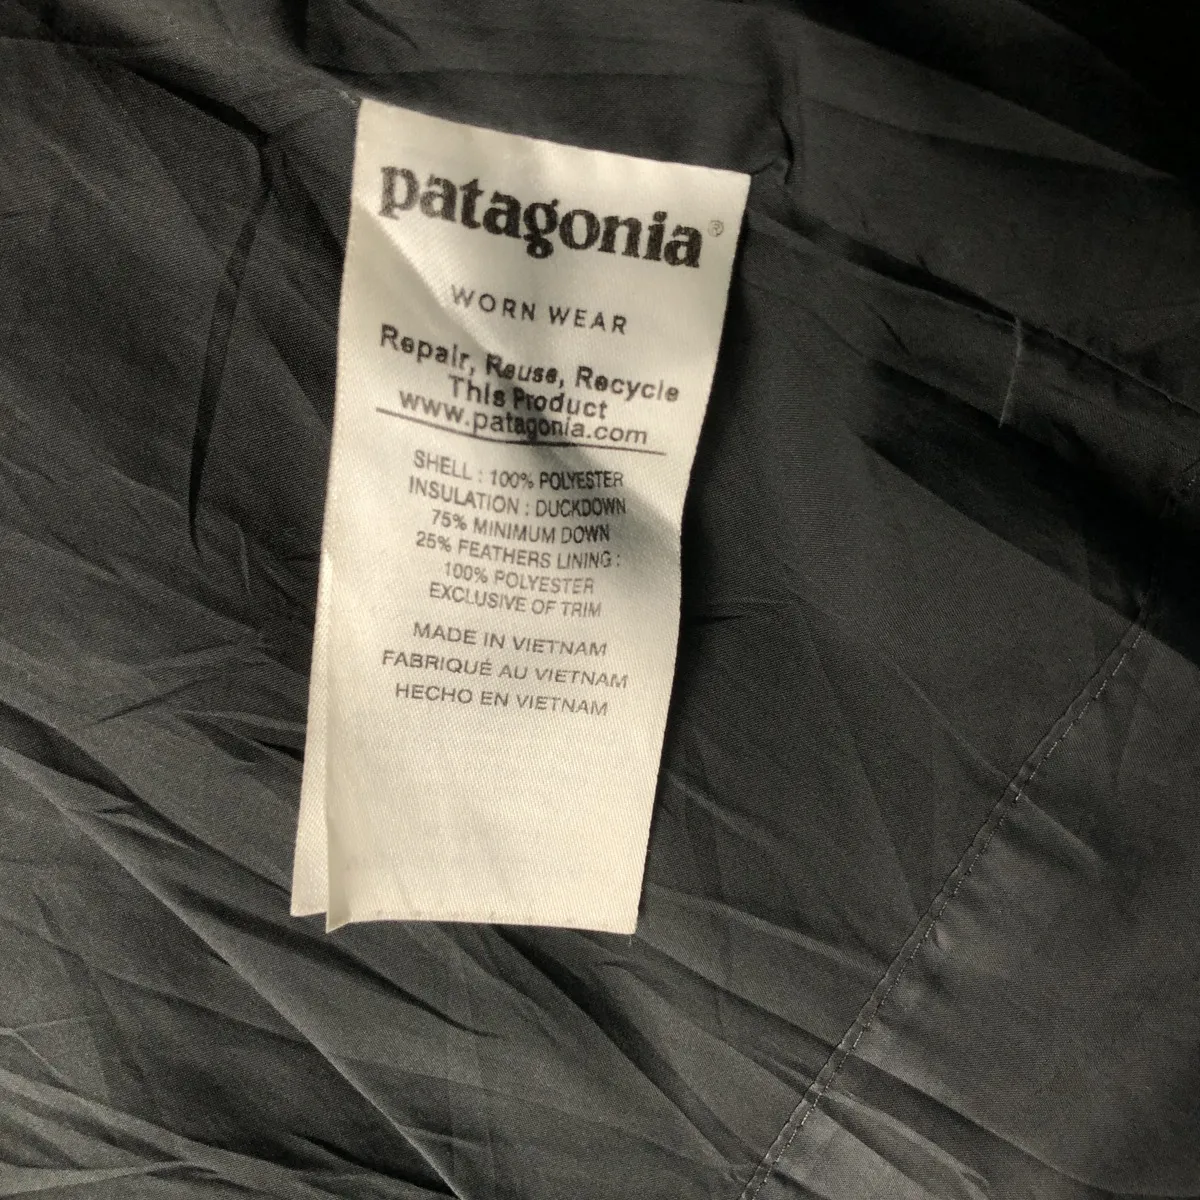 patagonia®
WORN WEAR
Repair, Reuse, Recycle
This Product
www.patagonia.com
SHELL : 100% POLYESTER
INSULATION : DUCKDOWN
75% MINIMUM DOWN
25% FEATHERS LINING :
100% POLYESTER
EXCLUSIVE OF TRIM
MADE IN VIETNAM
FABRIQUÉ AU VIETNAM
HECHO EN VIETNAM